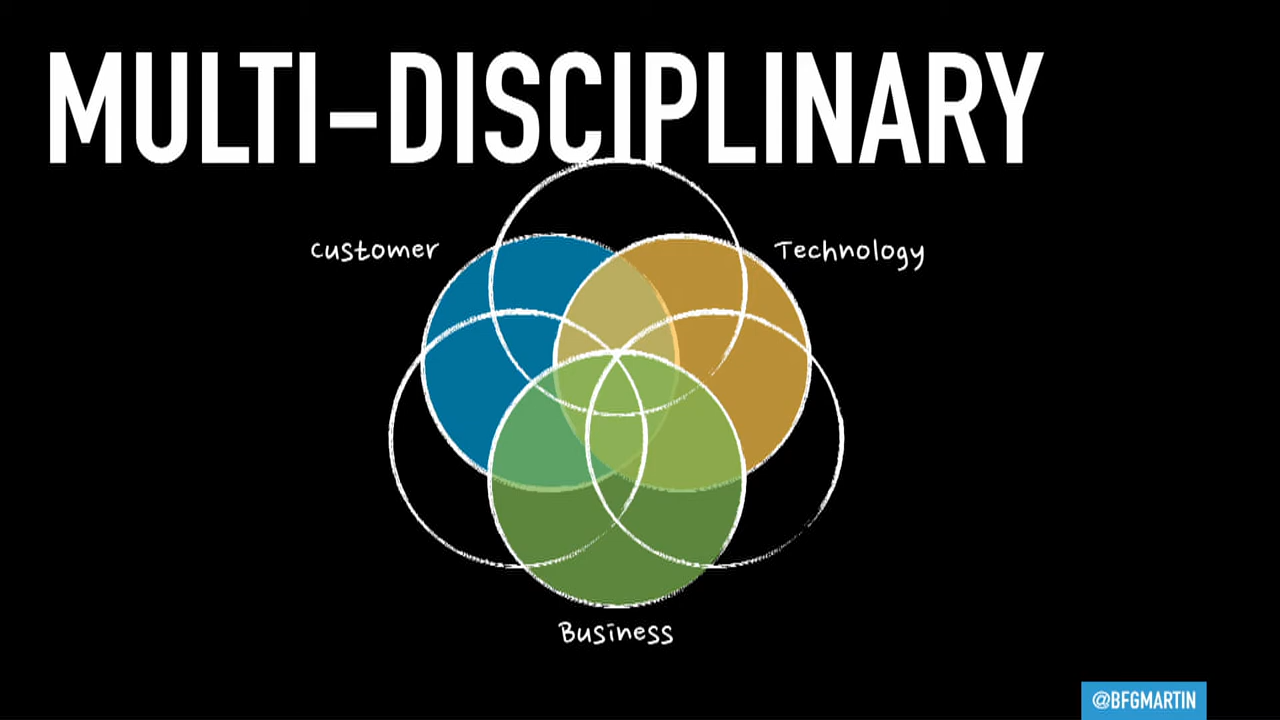 MULTI-DISCIPLINARY
customer
Technology
Business
@BFGMARTIN